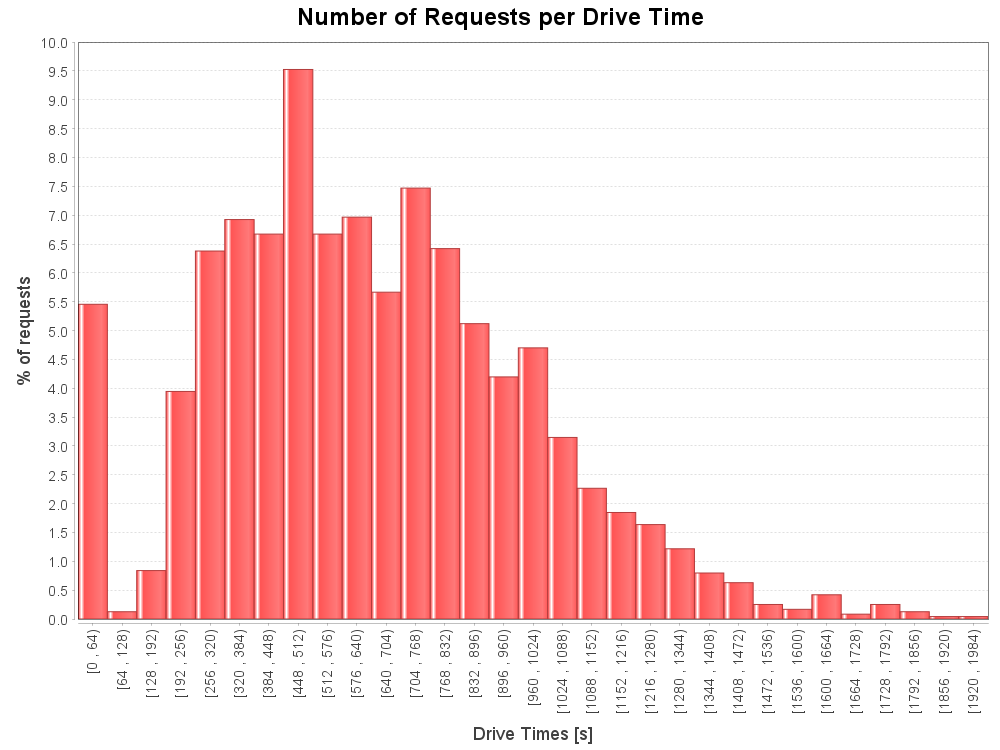 Number of Requests per Drive Time
10.0
9.5
9.0
8.5
8.0
7.5
7.0
6.5
6.0
5.5
5.0
4.5
4.0
3.5
3.0
2.5
2.0
1.5
1.0
0.5
0.0
% of requests
[0 , 64)
[64 , 128)
[128 , 192)
[192 , 256)
[256 , 320)
[320 , 384)
[384 , 448)
[448 , 512)
[512 , 576)
[576 , 640)
[640 , 704)
[704 , 768)
[768 , 832)
[832 , 896)
[896 , 960)
[960 , 1024)
[1024 , 1088)
[1088 , 1152)
[1152 , 1216)
[1216 , 1280)
[1280 , 1344)
[1344 , 1408)
[1408 , 1472)
[1472 , 1536)
[1536 , 1600)
[1600 , 1664)
[1664 , 1728)
[1728 , 1792)
[1792 , 1856)
[1856 , 1920)
[1920 , 1984)
Drive Times [s]